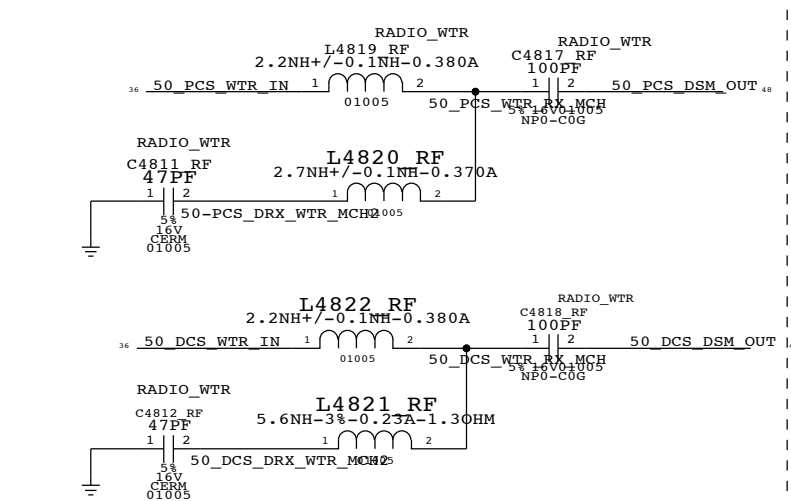 RADIO_WTR
L4819_RF
2.2NH+/-0.1NH-0.380A
RADIO_WTR
C4817_RF
100PF
36 50_PCS_WTR_IN 1 2 1 2 50_PCS_DSM_OUT 48
01005
50_PCS_WTR_RX_MCH
5% 16V01005
NP0-C0G
RADIO_WTR
C4811_RF
47PF
L4820_RF
2.7NH+/-0.1NH-0.370A
1 2 1 2
50-PCS_DRX_WTR_MCH2
01005
5%
16V
CERM
01005
L4822_RF
2.2NH+/-0.1NH-0.380A
RADIO_WTR
C4818_RF
100PF
36 50_DCS_WTR_IN 1 2 1 2 50_DCS_DSM_OUT
01005
50_DCS_WTR_RX_MCH
5% 16V01005
NP0-C0G
RADIO_WTR
C4812_RF
47PF
L4821_RF
5.6NH-3%-0.23A-1.3OHM
1 2 1 2
50_DCS_DRX_WTR_MCH2
01005
5%
16V
CERM
01005